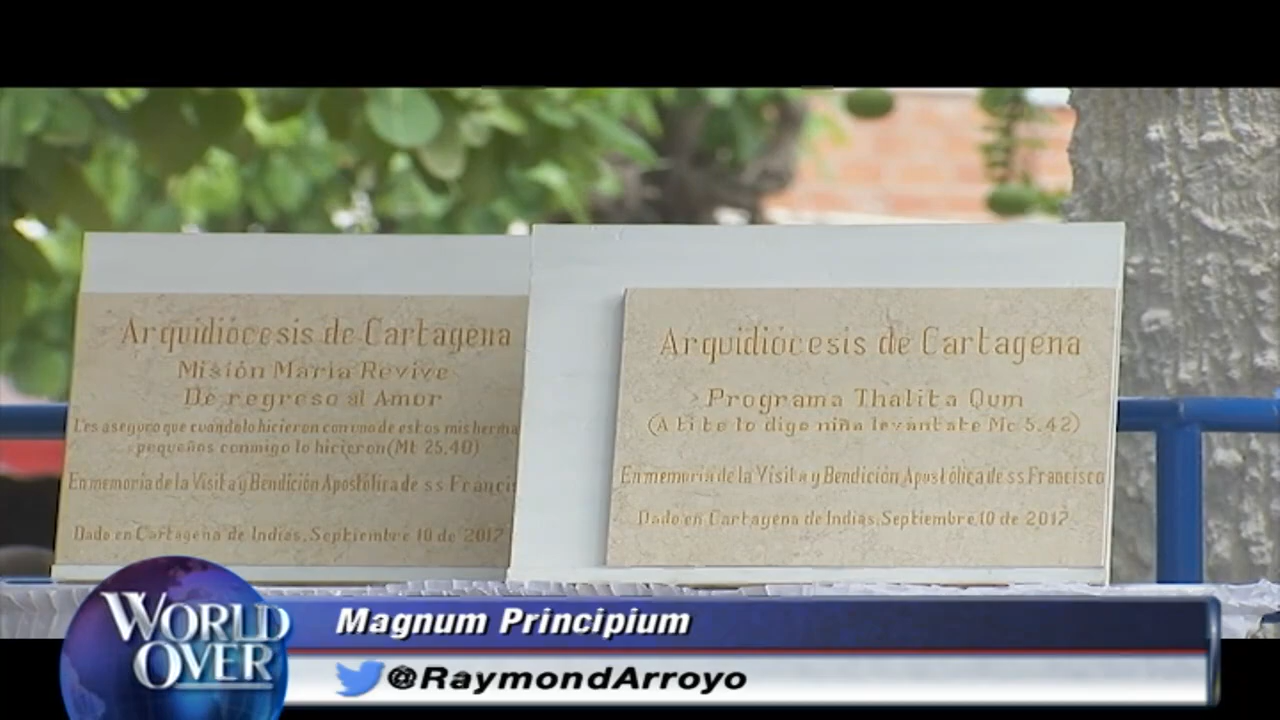 Arquidiócesis de Cartagena
Misión María Revive
De regreso al Amor
Les aseguro que cuando lo hicieron con uno de estos mis herma
pequeños conmigo lo hicieron (Mt 25,40)
En memoria de la Visita y Bendición Apostólica de s s Francis
Dado en Cartagena de Indias, Septiembre 10 de 2017
Arquidiócesis de Cartagena
Programa Thalita Qum
(A ti te lo digo niña levántate Mc 5,42)
En memoria de la Visita y Bendición Apostólica de s s Francisco
Dado en Cartagena de Indias, Septiembre 10 de 2017
WORLD
OVER
Magnum Principium
@RaymondArroyo